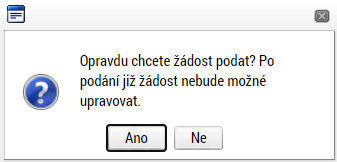 Opravdu chcete žádost podat? Po
podání již žádost nebude možné
upravovat.
Ano
Ne